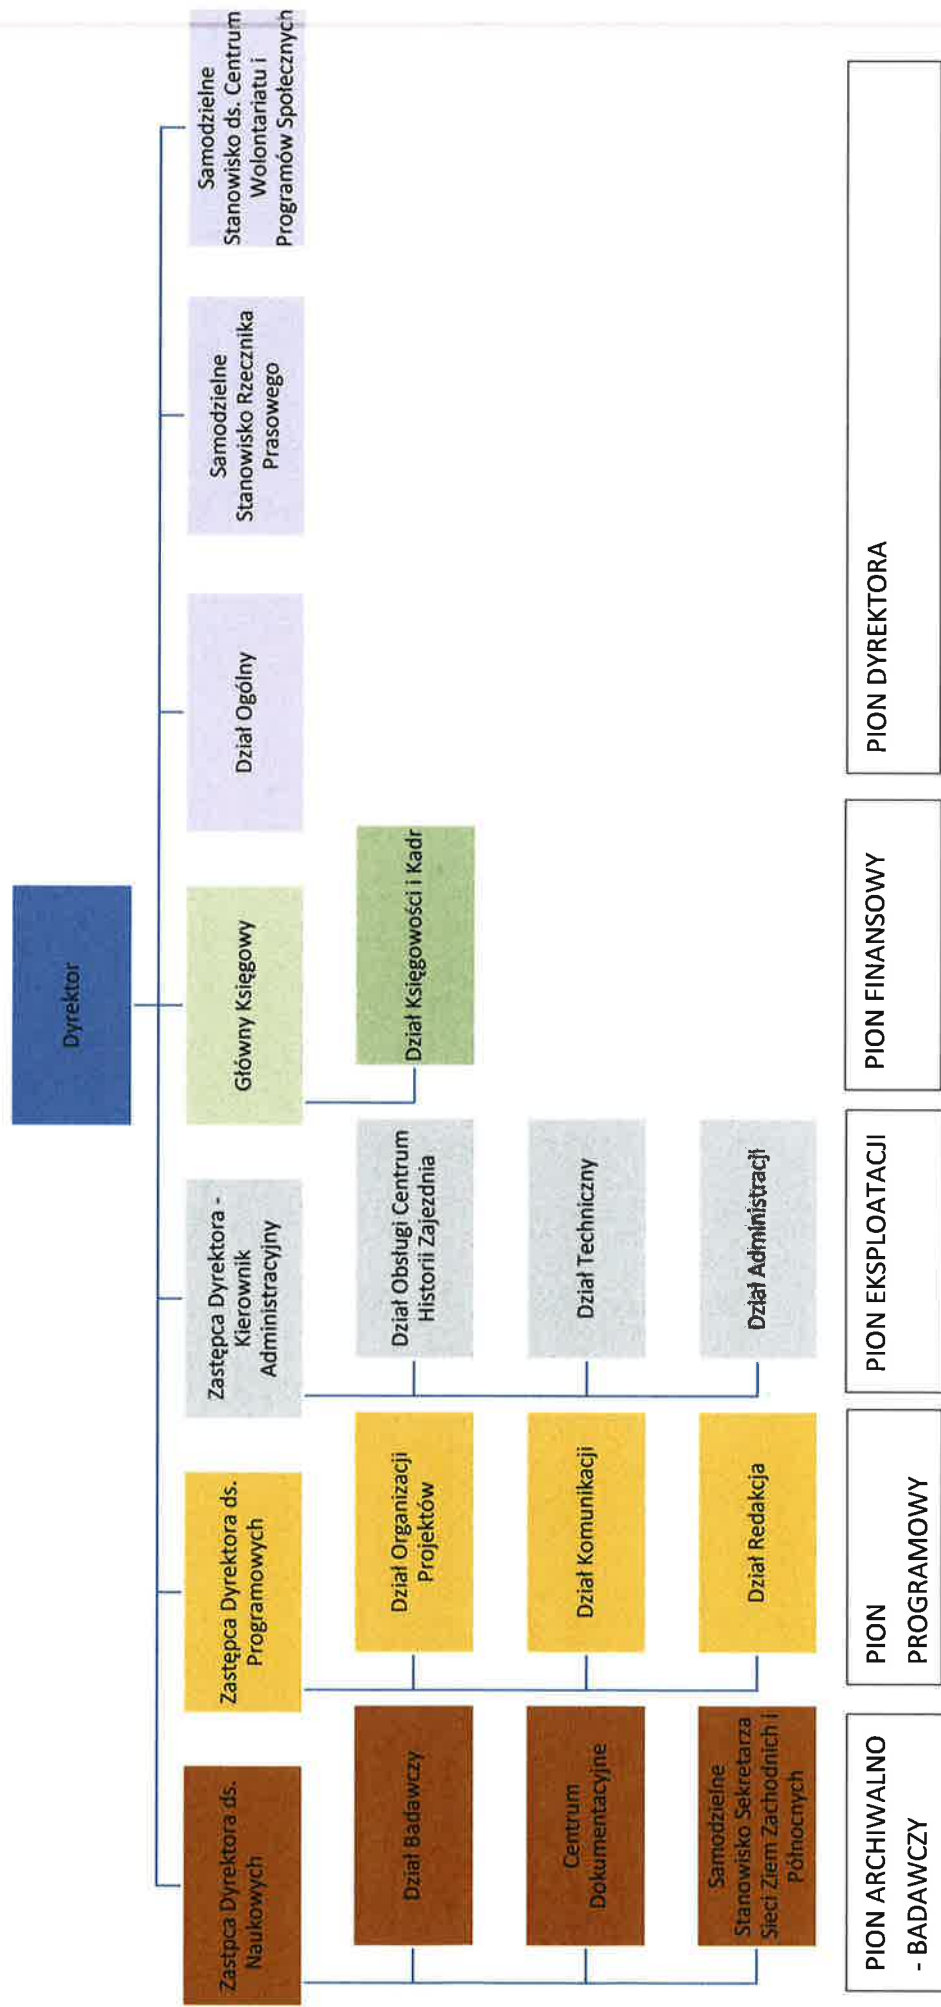 Dyrektor
Zastpca Dyrektora ds.
Naukowych
Zastępca Dyrektora ds.
Programowych
Zastępca Dyrektora -
Kierownik
Administracyjny
Główny Księgowy
Dział Ogólny
Samodzielne
Stanowisko Rzecznika
Prasowego
Samodzielne
Stanowisko ds. Centrum
Wolontariatu i
Programów Społecznych
Dział Badawczy
Dział Organizacji
Projektów
Dział Obsługi Centrum
Historii Zajezdnia
Dział Księgowości i Kadr
Centrum
Dokumentacyjne
Dział Komunikacji
Dział Techniczny
Samodzielne
Stanowisko Sekretarza
Sieci Ziem Zachodnich i
Północnych
Dział Redakcja
Dział Administracji
PION ARCHIWALNO
- BADAWCZY
PION
PROGRAMOWY
PION EKSPLOATACJI
PION FINANSOWY
PION DYREKTORA